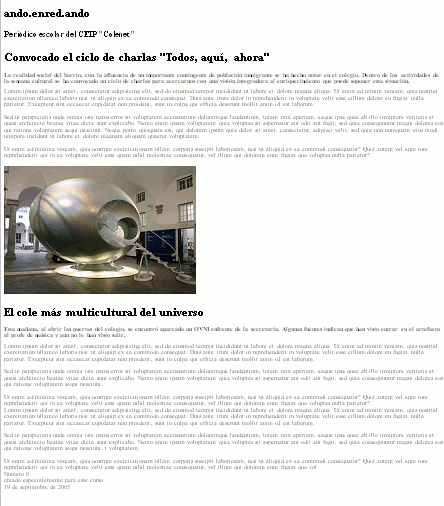 ando.enred.ando
Periódico escolar del CEIP "Colenet"
Convocado el ciclo de charlas "Todos, aquí, ahora"
La realidad social del barrio, con la afluencia de un importante contingente de población inmigrante se ha hecho notar en el colegio. Dentro de las actividades de
la semana cultural se ha convocado un ciclo de charlas para acercarnos con una visión integradora al enriquecimiento que puede suponer esta situación.
Lorem ipsum dolor sit amet, consectetur adipisicing elit, sed do eiusmod tempor incididunt ut labore et dolore magna aliqua. Ut enim ad minim veniam, quis nostrud
exercitation ullamco laboris nisi ut aliquip ex ea commodo consequat. Duis aute irure dolor in reprehenderit in voluptate velit esse cillum dolore eu fugiat nulla
pariatur. Excepteur sint occaecat cupidatat non proident, sunt in culpa qui officia deserunt mollit anim id est laborum.
Sed ut perspiciatis unde omnis iste natus error sit voluptatem accusantium doloremque laudantium, totam rem aperiam, eaque ipsa quae ab illo inventore veritatis et
quasi architecto beatae vitae dicta sunt explicabo. Nemo enim ipsam voluptatem quia voluptas sit aspernatur aut odit aut fugit, sed quia consequuntur magni dolores eos
qui ratione voluptatem sequi nesciunt. Neque porro quisquam est, qui dolorem ipsum quia dolor sit amet, consectetur, adipisci velit, sed quia non numquam eius modi
tempora incidunt ut labore et dolore magnam aliquam quaerat voluptatem.
Ut enim ad minima veniam, quis nostrum exercitationem ullam corporis suscipit laboriosam, nisi ut aliquid ex ea commodi consequatur? Quis autem vel eum iure
reprehenderit qui in ea voluptate velit esse quam nihil molestiae consequatur, vel illum qui dolorem eum fugiat quo voluptas nulla pariatur?
El cole más multicultural del universo
Esta mañana, al abrir las puertas del colegio, se encontró aparcado un OVNI enfrente de la secretaría. Algunas fuentes indican que han visto entrar en el artefacto
al profe de música y aún no le han visto salir.
Lorem ipsum dolor sit amet, consectetur adipisicing elit, sed do eiusmod tempor incididunt ut labore et dolore magna aliqua. Ut enim ad minim veniam, quis nostrud
exercitation ullamco laboris nisi ut aliquip ex ea commodo consequat. Duis aute irure dolor in reprehenderit in voluptate velit esse cillum dolore eu fugiat nulla
pariatur. Excepteur sint occaecat cupidatat non proident, sunt in culpa qui officia deserunt mollit anim id est laborum.
Sed ut perspiciatis unde omnis iste natus error sit voluptatem accusantium doloremque laudantium, totam rem aperiam, eaque ipsa quae ab illo inventore veritatis et
quasi architecto beatae vitae dicta sunt explicabo. Nemo enim ipsam voluptatem quia voluptas sit aspernatur aut odit aut fugit, sed quia consequuntur magni dolores eos
qui ratione voluptatem sequi nesciunt.
Ut enim ad minima veniam, quis nostrum exercitationem ullam corporis suscipit laboriosam, nisi ut aliquid ex ea commodi consequatur? Quis autem vel eum iure
reprehenderit qui in ea voluptate velit esse quam nihil molestiae consequatur, vel illum qui dolorem eum fugiat quo voluptas nulla pariatur?
Lorem ipsum dolor sit amet, consectetur adipisicing elit, sed do eiusmod tempor incididunt ut labore et dolore magna aliqua. Ut enim ad minim veniam, quis nostrud
exercitation ullamco laboris nisi ut aliquip ex ea commodo consequat. Duis aute irure dolor in reprehenderit in voluptate velit esse cillum dolore eu fugiat nulla
pariatur. Excepteur sint occaecat cupidatat non proident, sunt in culpa qui officia deserunt mollit anim id est laborum.
Sed ut perspiciatis unde omnis iste natus error sit voluptatem accusantium doloremque laudantium, totam rem aperiam, eaque ipsa quae ab illo inventore veritatis et
quasi architecto beatae vitae dicta sunt explicabo. Nemo enim ipsam voluptatem quia voluptas sit aspernatur aut odit aut fugit, sed quia consequuntur magni dolores eos
qui ratione voluptatem sequi nesciunt. t voluptatem.
Ut enim ad minima veniam, quis nostrum exercitationem ullam corporis suscipit laboriosam, nisi ut aliquid ex ea commodi consequatur? Quis autem vel eum iure
reprehenderit qui in ea voluptate velit esse quam nihil molestiae consequatur, vel illum qui dolorem eum fugiat quo vol
Número 0
creado especialmente para este curso
19 de septiembre de 2005